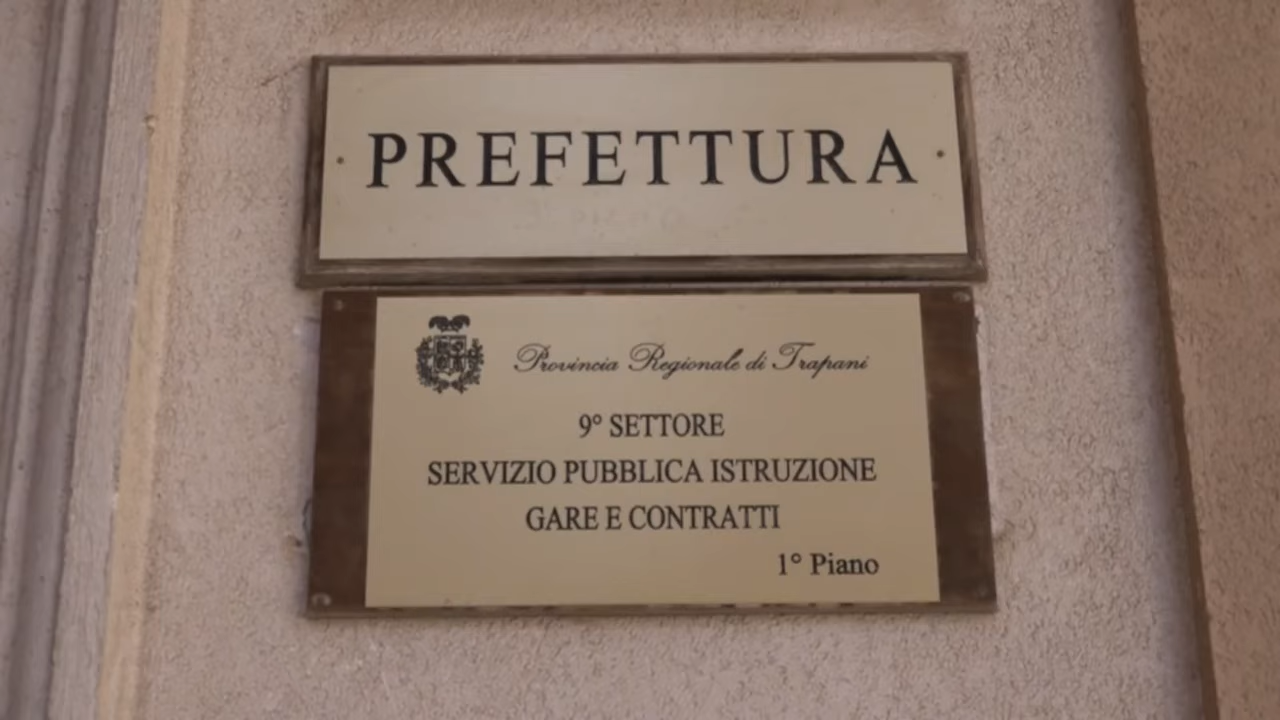 PREFETTURA
Provincia Regionale di Trapani
9° SETTORE
SERVIZIO PUBBLICA ISTRUZIONE
GARE E CONTRATTI
1° Piano